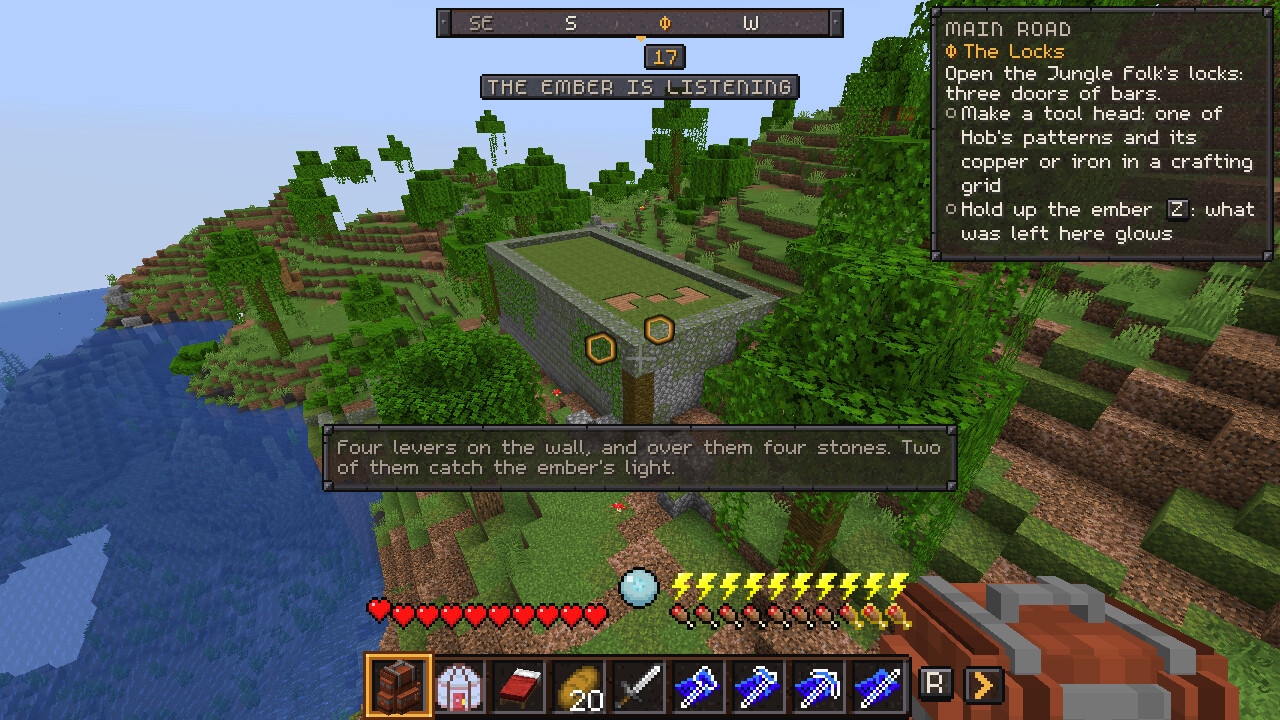 SE S W
17
THE EMBER IS LISTENING
MAIN ROAD
The Locks
Open the Jungle Folk's locks:
three doors of bars.
Make a tool head: one of
Hob's patterns and its
copper or iron in a crafting
grid
Hold up the ember Z: what
was left here glows
Four levers on the wall, and over them four stones. Two
of them catch the ember's light.
20
R